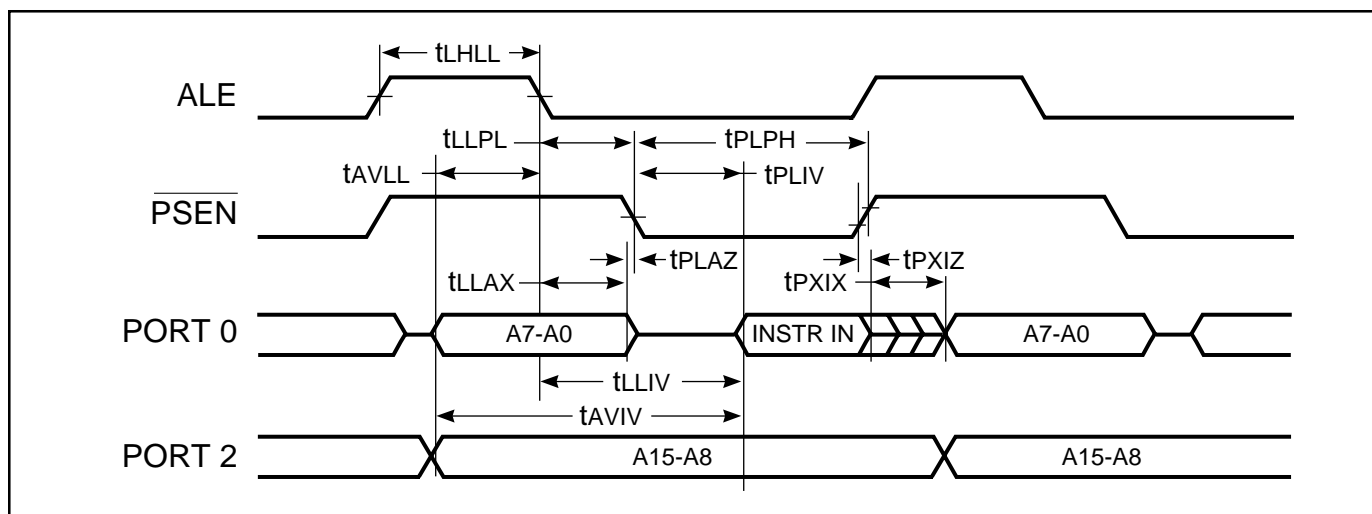 tLHLL
ALE
tLLPL
tPLPH
tAVLL
tPLIV
PSEN
tPLAZ
tPXIZ
tLLAX
tPXIX
PORT 0
A7-A0
INSTR IN
A7-A0
tLLIV
tAVIV
PORT 2
A15-A8
A15-A8